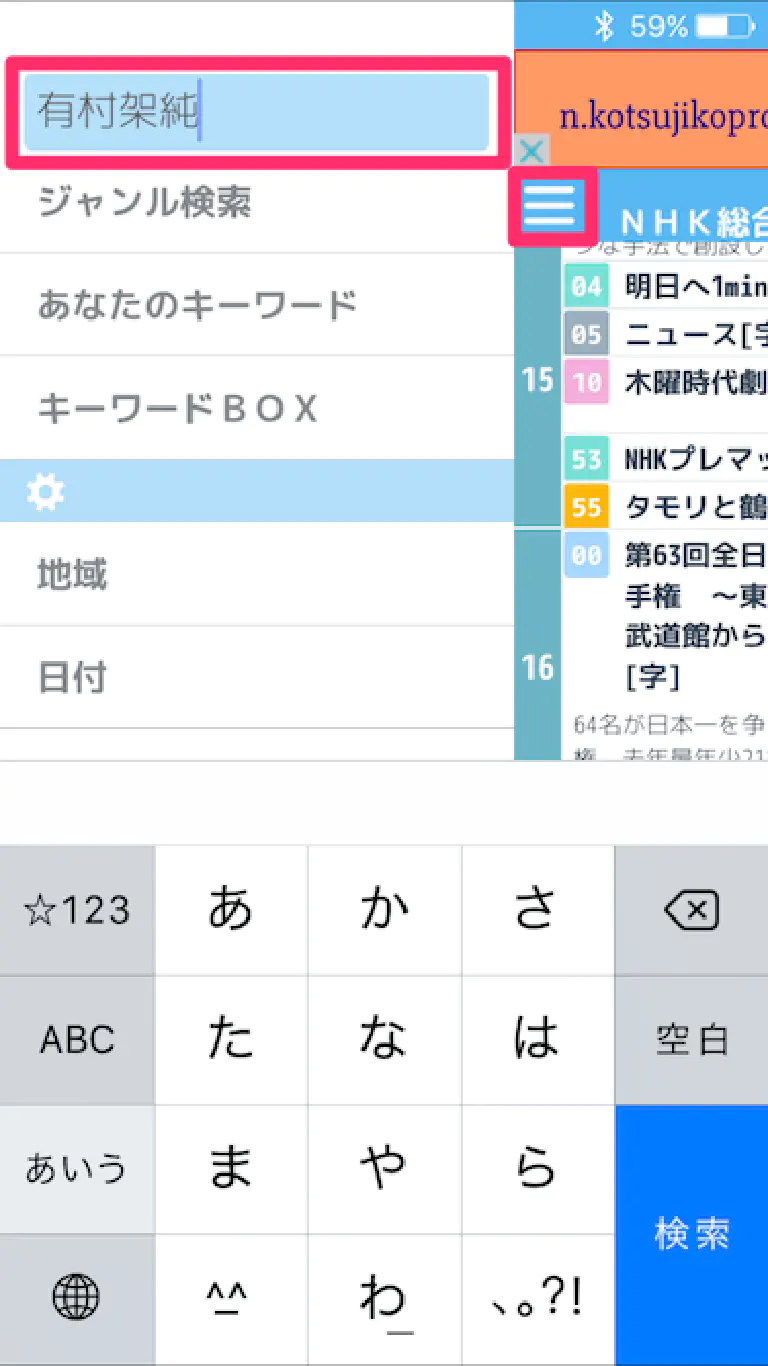 59%
有村架純
n.kotsujikopro
ジャンル検索
ＮＨＫ総合
04 明日へ1min
あなたのキーワード
05 ニュース[字
15
10 木曜時代劇
キーワードＢＯＸ
53 NHKプレマッ
55 タモリと鶴
00 第63回全日
手権　～東
武道館から
[字]
地域
16
日付
64名が日本一を争
☆123 あ か さ
ABC た な は 空白
あいう ま や ら
検索
^^ わ 、。?!